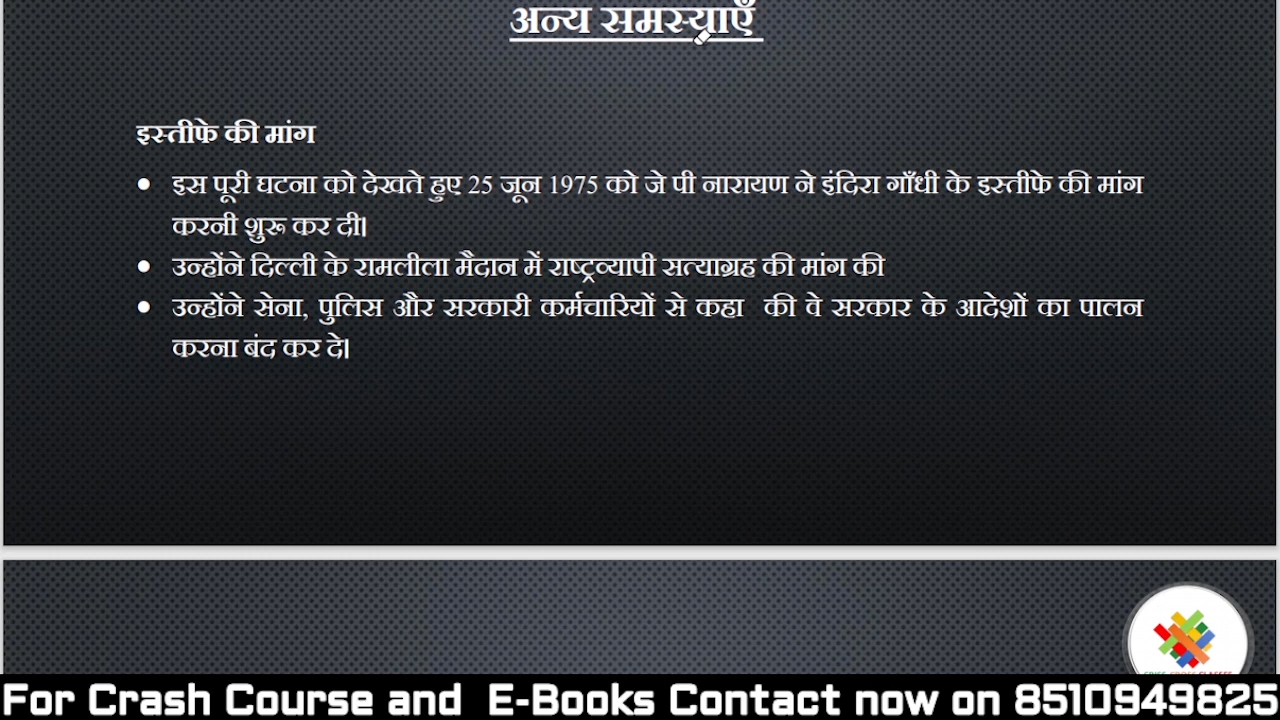 अन्य समस्याएँ
इस्तीफे की मांग
• इस पूरी घटना को देखते हुए 25 जून 1975 को जे पी नारायण ने इंदिरा गाँधी के इस्तीफे की मांग
करनी शुरू कर दी।
• उन्होंने दिल्ली के रामलीला मैदान में राष्ट्रव्यापी सत्याग्रह की मांग की
• उन्होंने सेना, पुलिस और सरकारी कर्मचारियों से कहा की वे सरकार के आदेशों का पालन
करना बंद कर दे।
For Crash Course and E-Books Contact now on 8510949825